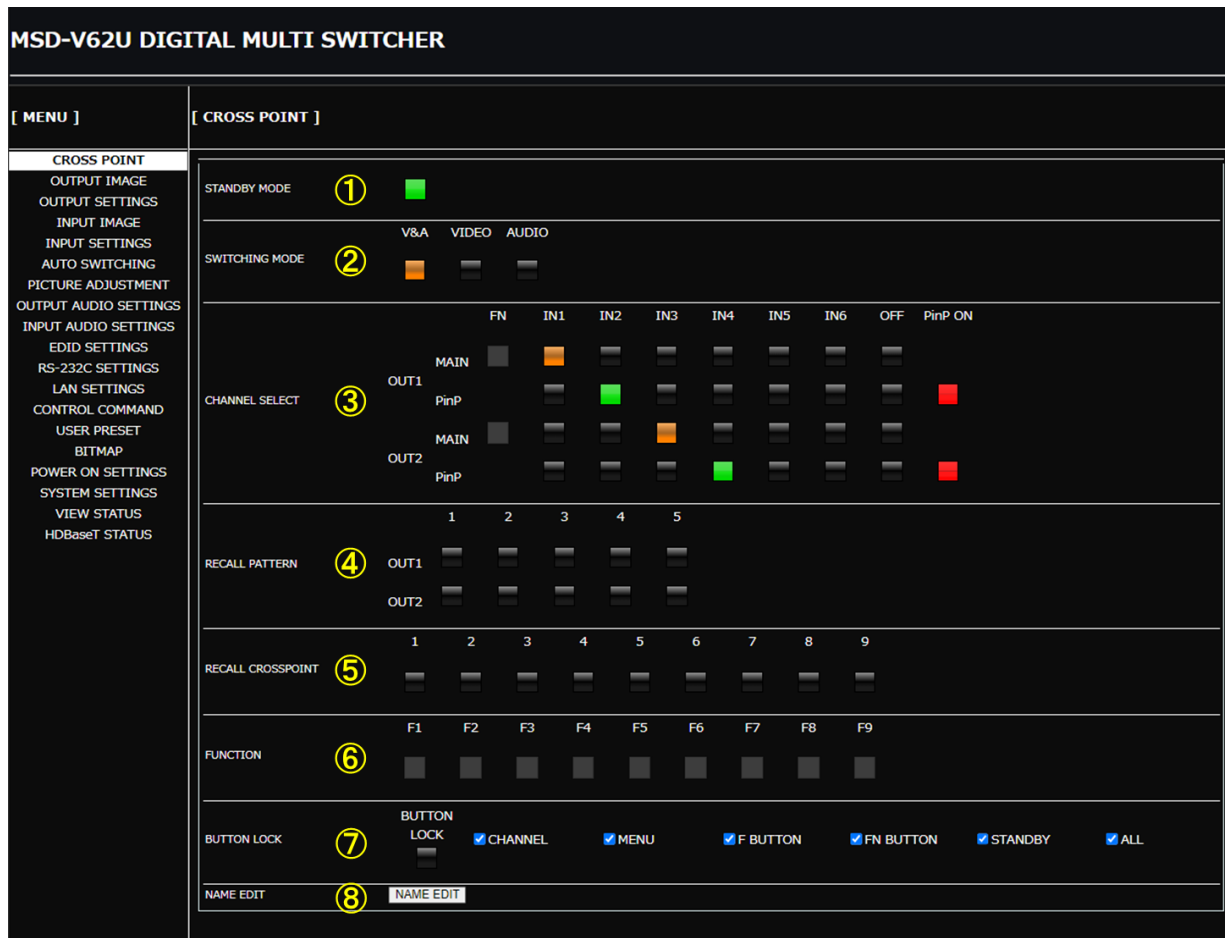 MSD-V62U DIGITAL MULTI SWITCHER
[ MENU ]
[ CROSS POINT ]
CROSS POINT
OUTPUT IMAGE
OUTPUT SETTINGS
INPUT IMAGE
INPUT SETTINGS
AUTO SWITCHING
PICTURE ADJUSTMENT
OUTPUT AUDIO SETTINGS
INPUT AUDIO SETTINGS
EDID SETTINGS
RS-232C SETTINGS
LAN SETTINGS
CONTROL COMMAND
USER PRESET
BITMAP
POWER ON SETTINGS
SYSTEM SETTINGS
VIEW STATUS
HDBaseT STATUS
STANDBY MODE ①
V&A VIDEO AUDIO
SWITCHING MODE ②
FN IN1 IN2 IN3 IN4 IN5 IN6 OFF PinP ON
MAIN
OUT1
CHANNEL SELECT ③ PinP
MAIN
OUT2
PinP
1 2 3 4 5
RECALL PATTERN ④ OUT1
OUT2
1 2 3 4 5 6 7 8 9
RECALL CROSSPOINT ⑤
F1 F2 F3 F4 F5 F6 F7 F8 F9
FUNCTION ⑥
BUTTON
LOCK
BUTTON LOCK ⑦ CHANNEL MENU F BUTTON FN BUTTON STANDBY ALL
NAME EDIT ⑧ NAME EDIT